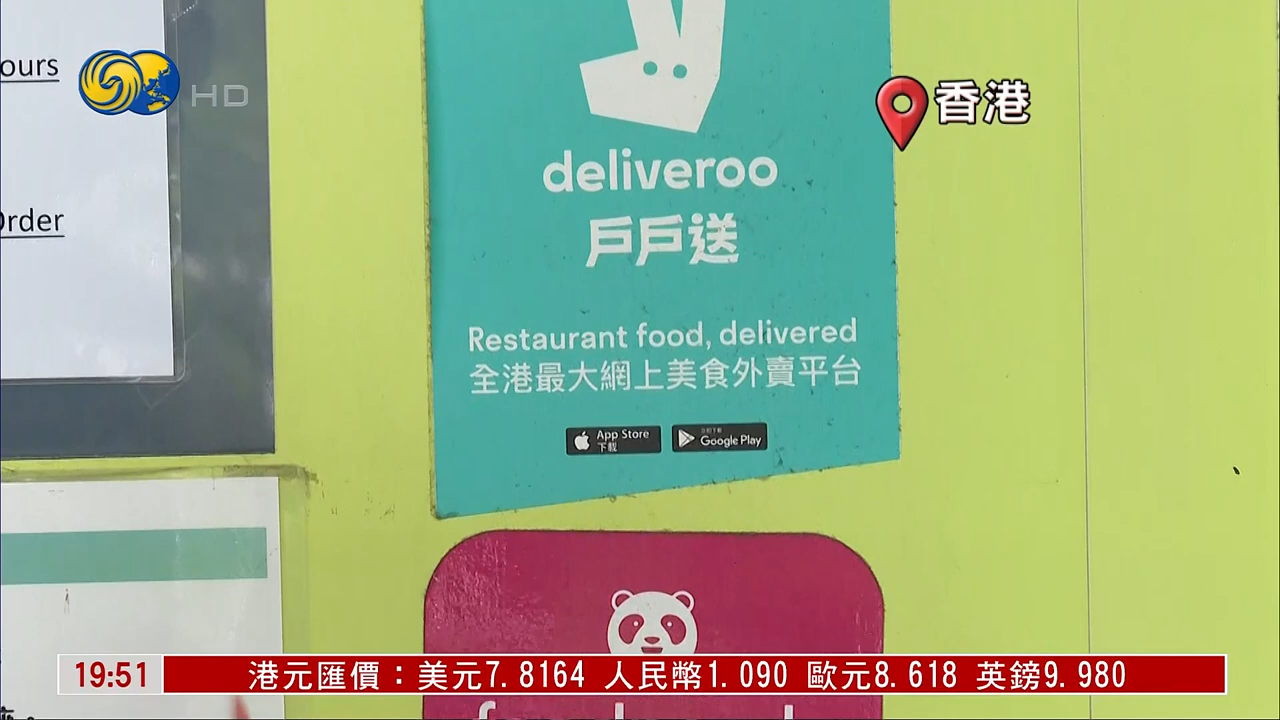 ours
HD
香港
deliveroo
戶戶送
Order
Restaurant food, delivered
全港最大網上美食外賣平台
App Store
下載
Google Play
19:51
港元匯價：美元7.8164 人民幣1.090 歐元8.618 英鎊9.980